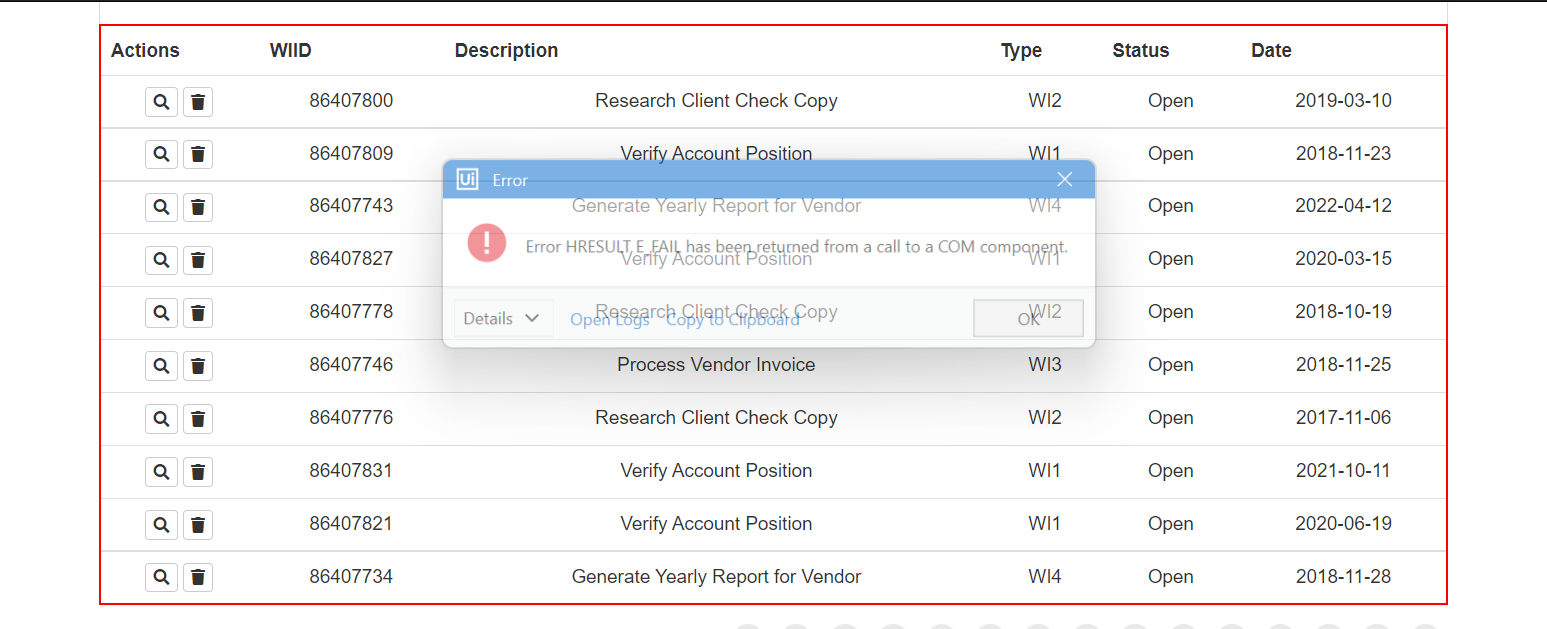 Actions WIID Description Type Status Date
86407800 Research Client Check Copy WI2 Open 2019-03-10
86407809 Verify Account Position WI1 Open 2018-11-23
Ui Error
86407743 Generate Yearly Report for Vendor WI4 Open 2022-04-12
Error HRESULT E_FAIL has been returned from a call to a COM component.
86407827 Verify Account Position WI1 Open 2020-03-15
86407778 Research Client Check Copy WI2 Open 2018-10-19
Details Open Logs Copy to Clipboard OK
86407746 Process Vendor Invoice WI3 Open 2018-11-25
86407776 Research Client Check Copy WI2 Open 2017-11-06
86407831 Verify Account Position WI1 Open 2021-10-11
86407821 Verify Account Position WI1 Open 2020-06-19
86407734 Generate Yearly Report for Vendor WI4 Open 2018-11-28